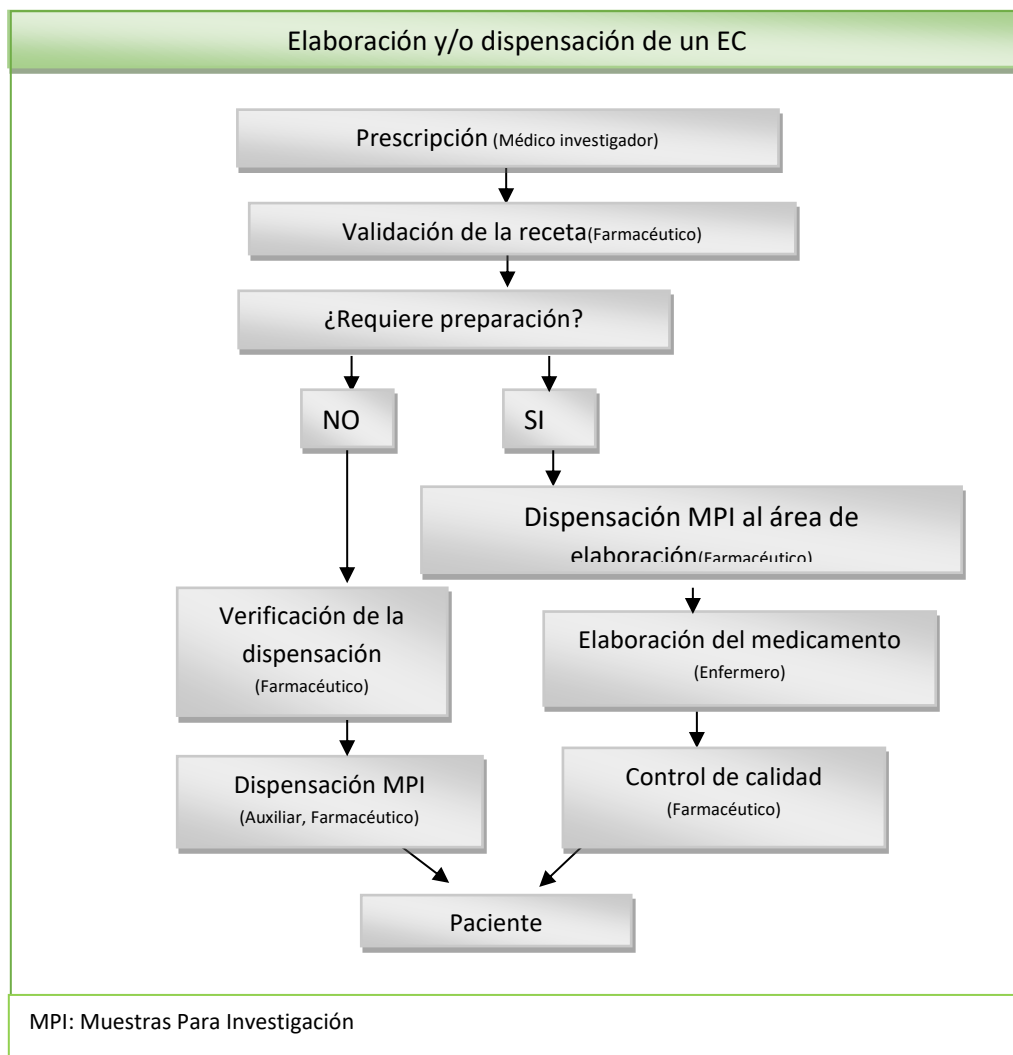 Elaboración y/o dispensación de un EC
Prescripción (Médico investigador)
Validación de la receta(Farmacéutico)
¿Requiere preparación?
NO
SI
Dispensación MPI al área de
elaboración(Farmacéutico)
Verificación de la
dispensación
(Farmacéutico)
Elaboración del medicamento
(Enfermero)
Dispensación MPI
(Auxiliar, Farmacéutico)
Control de calidad
(Farmacéutico)
Paciente
MPI: Muestras Para Investigación